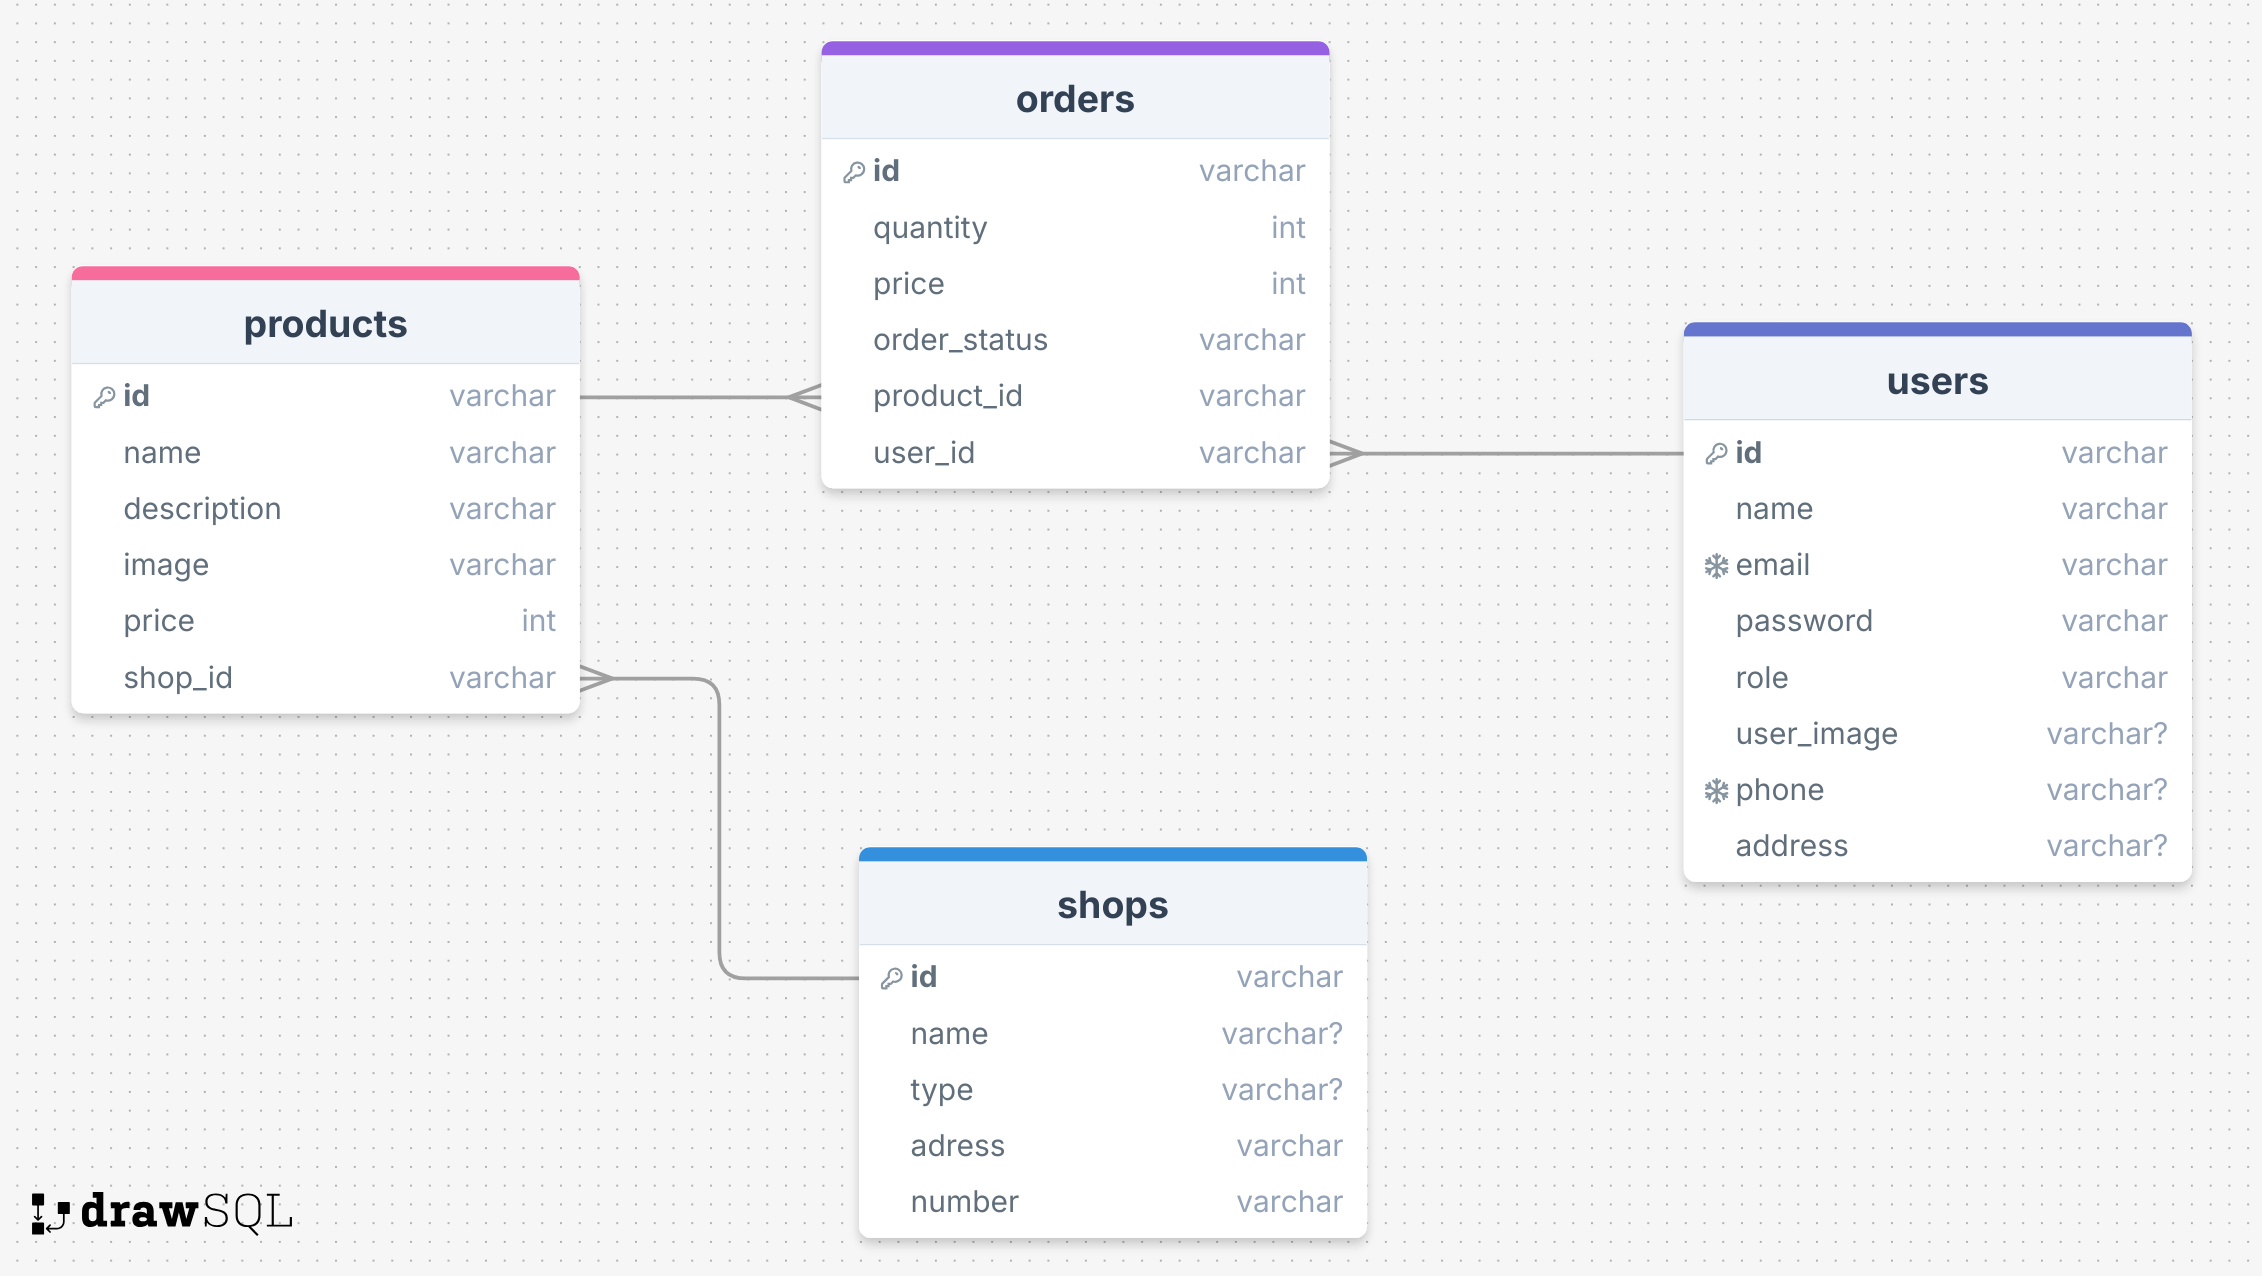 orders
id varchar
quantity int
price int
order_status varchar
product_id varchar
user_id varchar
products
id varchar
name varchar
description varchar
image varchar
price int
shop_id varchar
users
id varchar
name varchar
email varchar
password varchar
role varchar
user_image varchar?
phone varchar?
address varchar?
shops
id varchar
name varchar?
type varchar?
adress varchar
number varchar
drawSQL